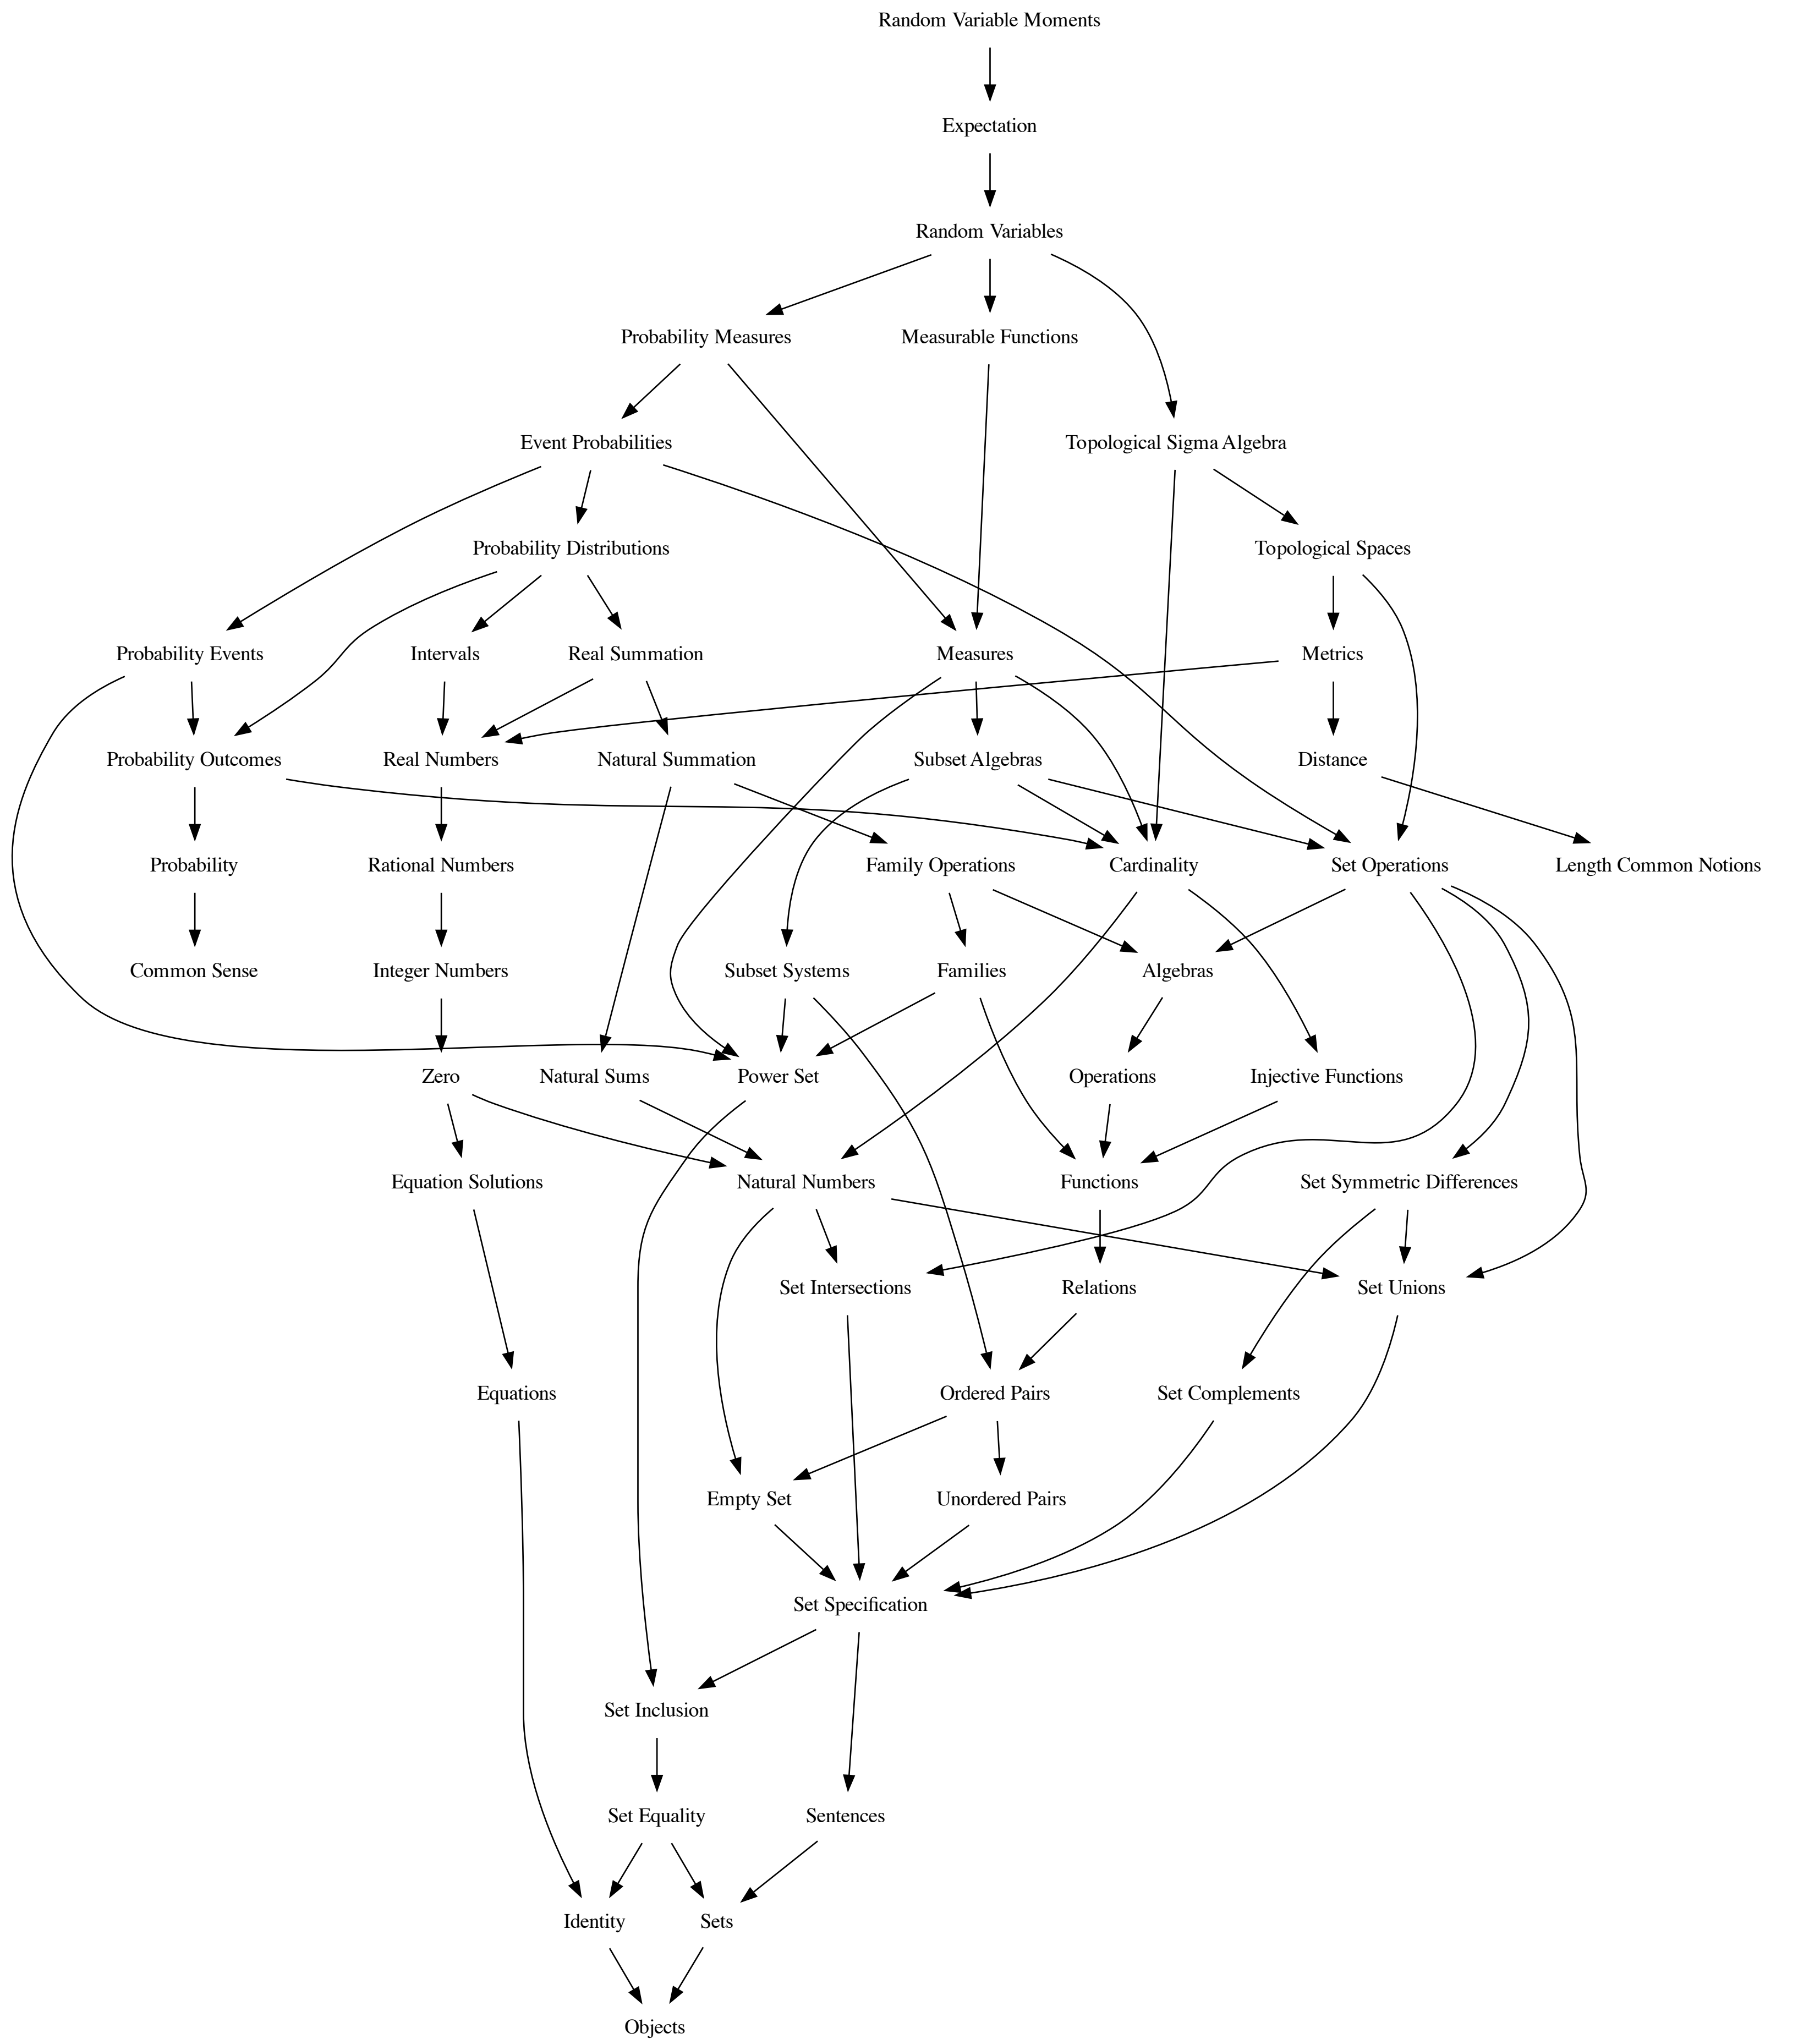 Random Variable Moments
Expectation
Random Variables
Probability Measures
Measurable Functions
Event Probabilities
Topological Sigma Algebra
Probability Distributions
Topological Spaces
Probability Events
Intervals
Real Summation
Measures
Metrics
Probability Outcomes
Real Numbers
Natural Summation
Subset Algebras
Distance
Probability
Rational Numbers
Family Operations
Cardinality
Set Operations
Length Common Notions
Common Sense
Integer Numbers
Subset Systems
Families
Algebras
Zero
Natural Sums
Power Set
Operations
Injective Functions
Equation Solutions
Natural Numbers
Functions
Set Symmetric Differences
Set Intersections
Relations
Set Unions
Equations
Ordered Pairs
Set Complements
Empty Set
Unordered Pairs
Set Specification
Set Inclusion
Set Equality
Sentences
Identity
Sets
Objects